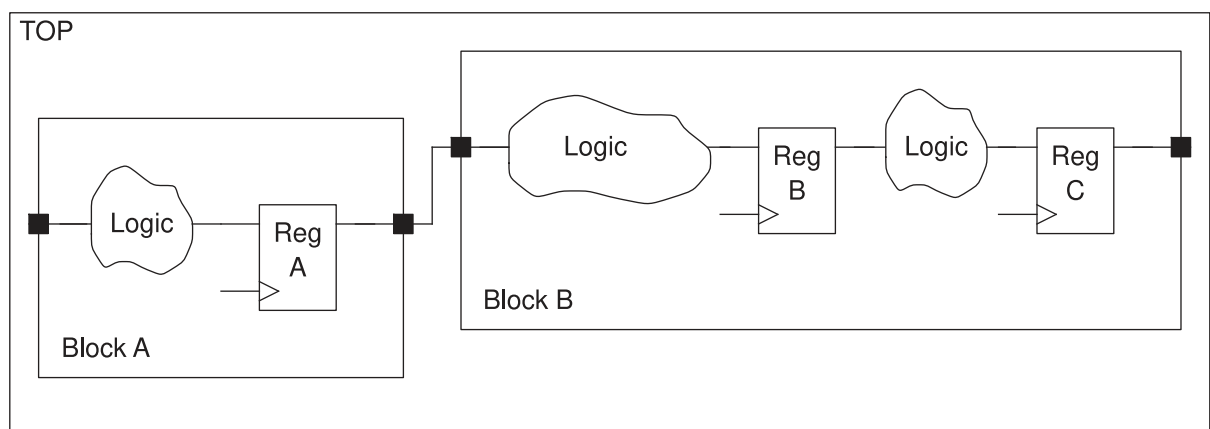 TOP
Logic
Reg
A
Block A
Logic
Reg
B
Logic
Reg
C
Block B